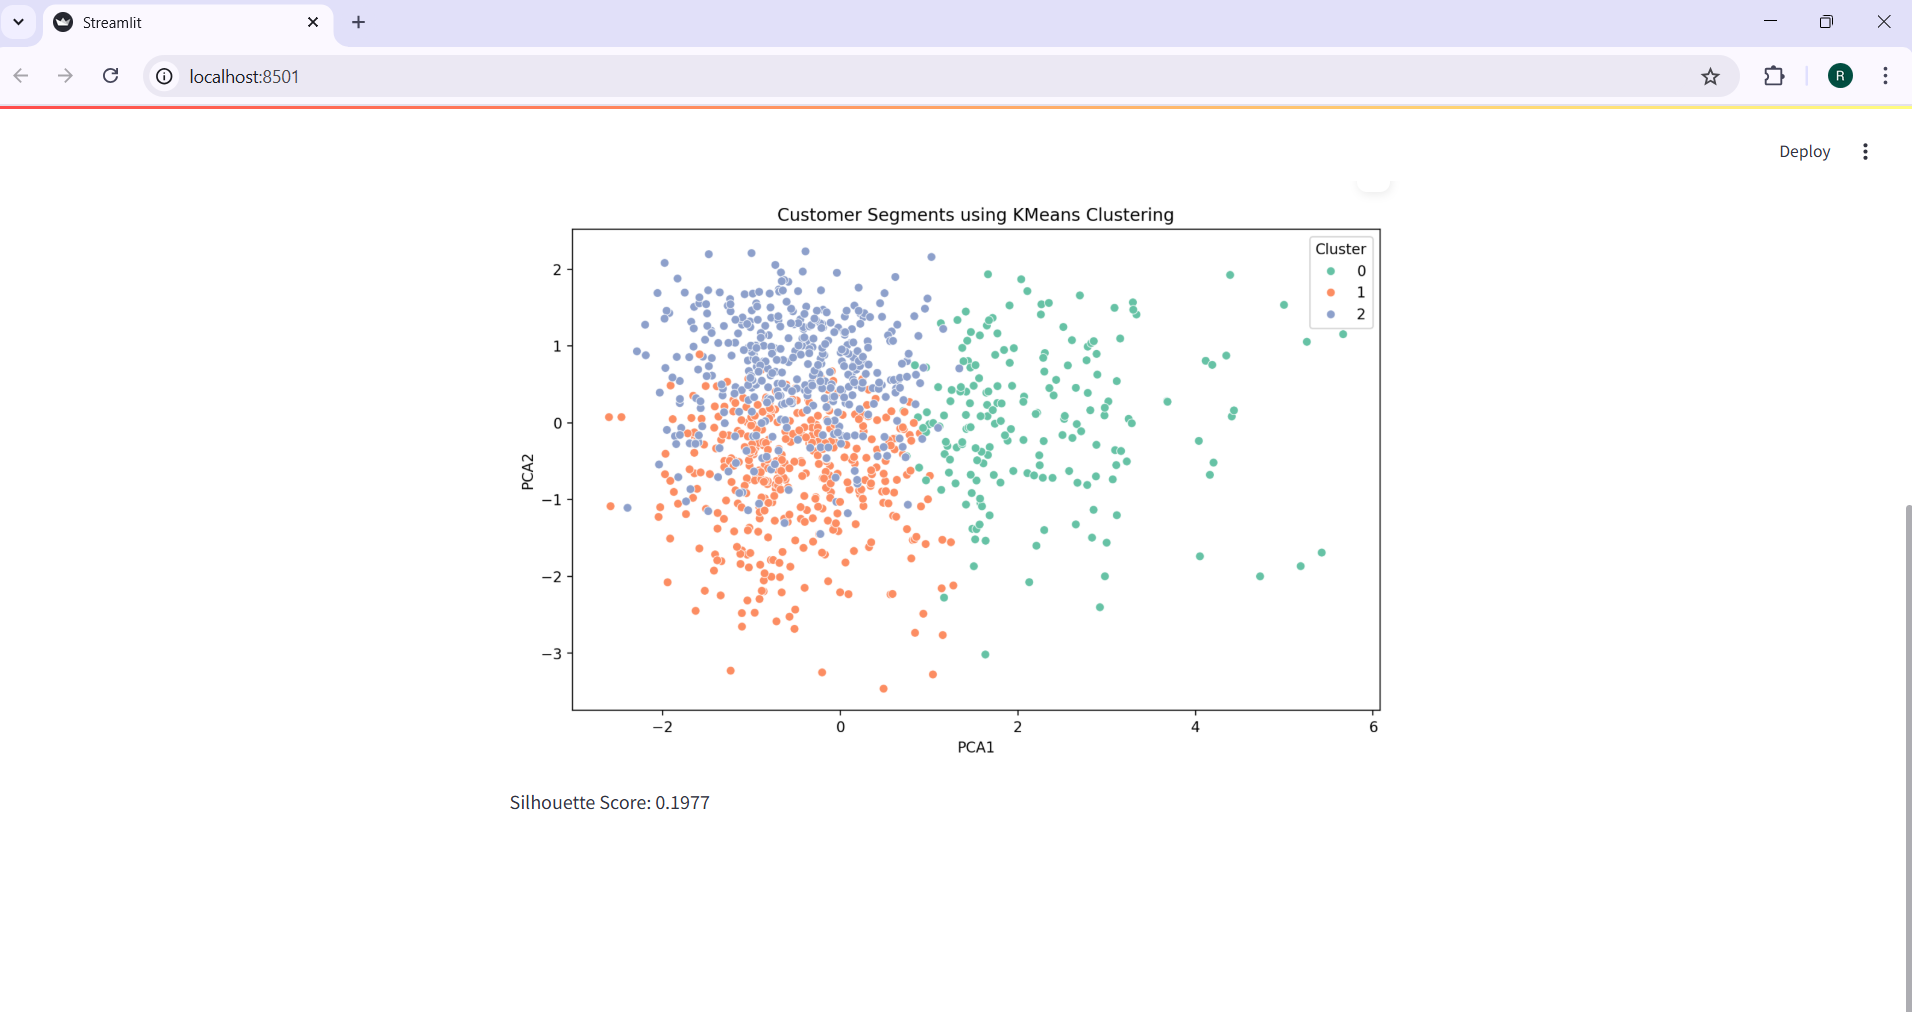 Streamlit
localhost:8501
R
Deploy
Customer Segments using KMeans Clustering
Cluster
0
1
2
2
1
0
−1
−2
−3
PCA2
−2
0
2
4
6
PCA1
Silhouette Score: 0.1977